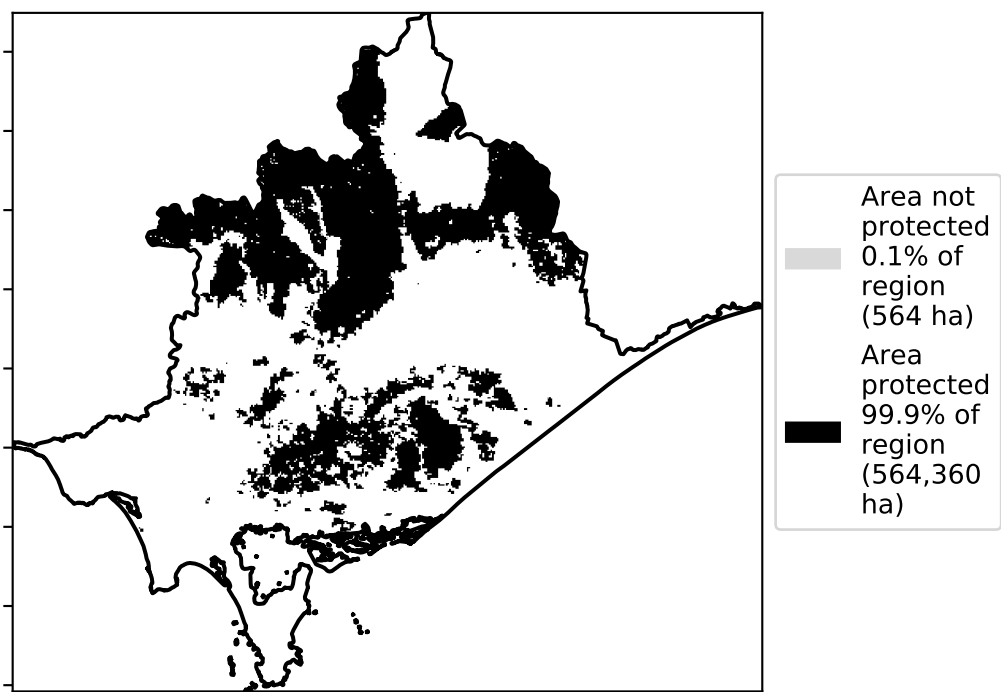 Area not
protected
0.1% of
region
(564 ha)
Area
protected
99.9% of
region
(564,360
ha)